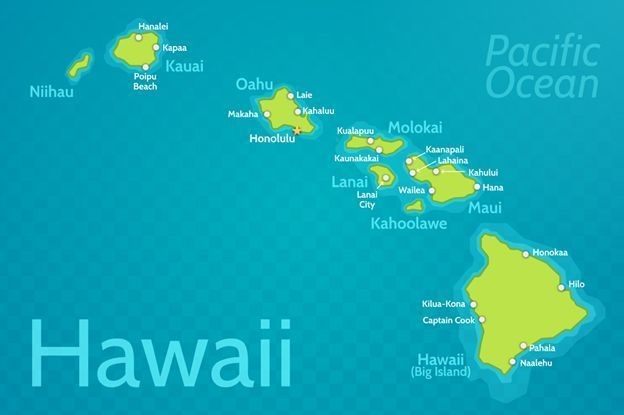 Hanalei
Kapaa
Kauai
Poipu
Beach
Niihau
Pacific
Ocean
Oahu
Laie
Kahaluu
Makaha
Honolulu
Molokai
Kualapuu
Kaunakakai
Kaanapali
Lahaina
Kahului
Lanai
Lanai
City
Wailea
Hana
Maui
Kahoolawe
Honokaa
Hilo
Kilua-Kona
Captain Cook
Pahala
Naalehu
Hawaii
(Big Island)
Hawaii